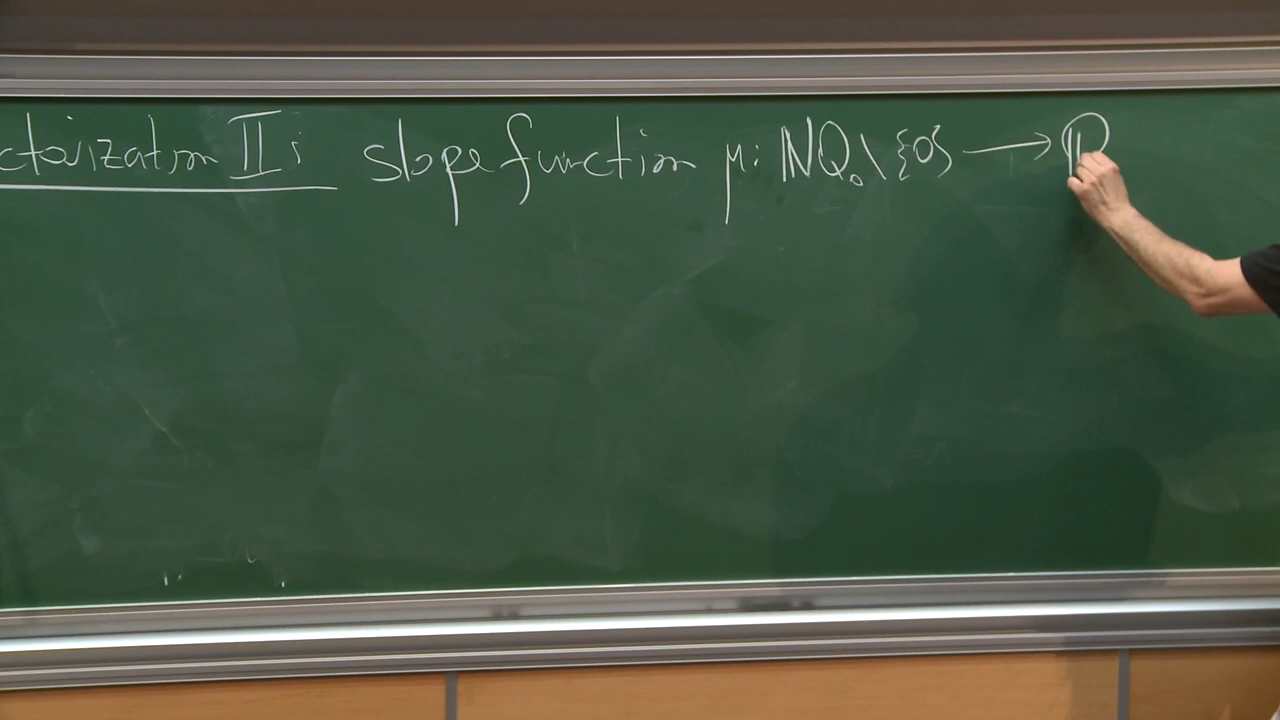 ctorization II: slope function μ: ℕQ₀\{0} ⟶ ℝ